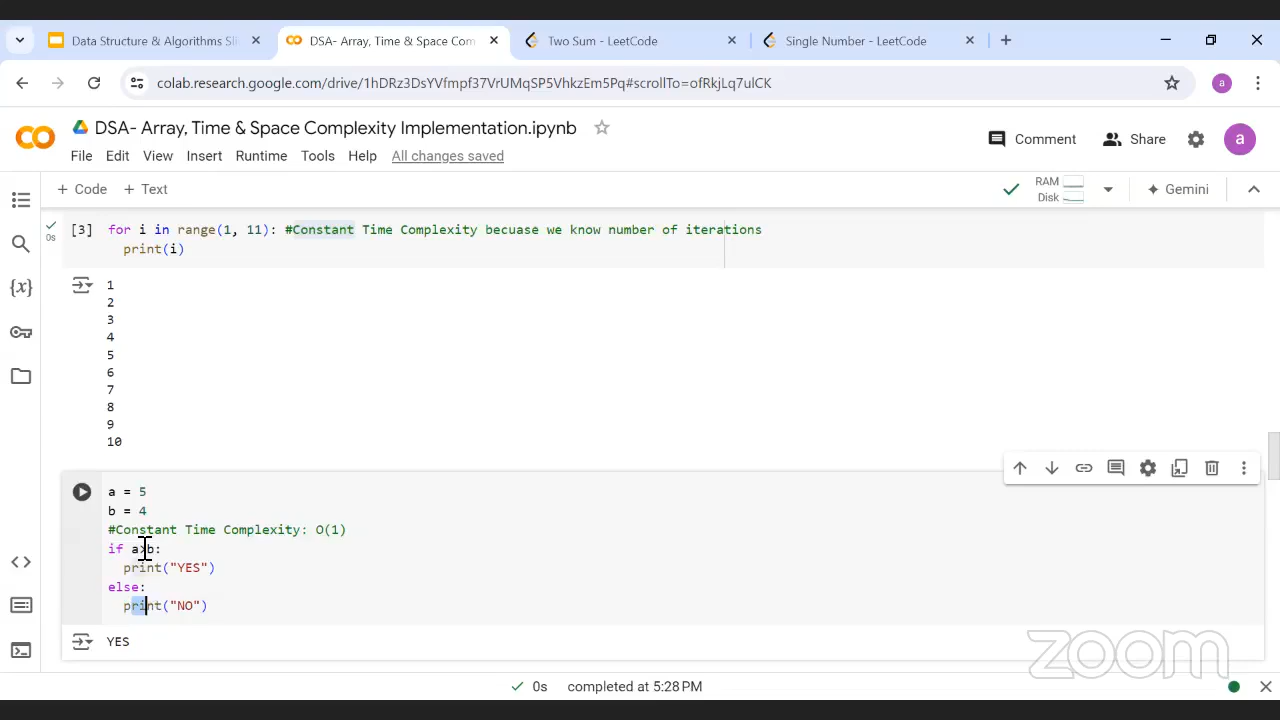 Data Structure & Algorithms Sli
DSA- Array, Time & Space Com
Two Sum - LeetCode
Single Number - LeetCode
colab.research.google.com/drive/1hDRz3DsYVfmpf37VrUMqSP5VhkzEm5Pq#scrollTo=ofRkjLq7ulCK
a
DSA- Array, Time & Space Complexity Implementation.ipynb
Comment
Share
a
File Edit View Insert Runtime Tools Help All changes saved
+ Code + Text
RAM
Disk
Gemini
[3] for i in range(1, 11): #Constant Time Complexity becuase we know number of iterations
0s
print(i)
1
2
3
4
5
6
7
8
9
10
a = 5
b = 4
#Constant Time Complexity: O(1)
if a>b:
print("YES")
else:
print("NO")
YES
zoom
0s completed at 5:28 PM